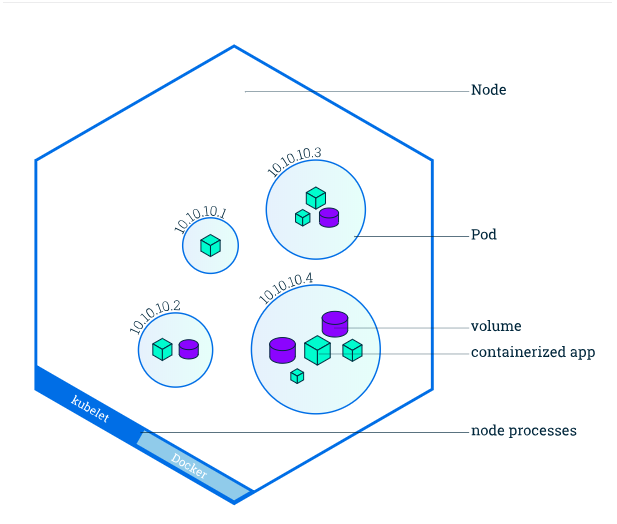 Node
10.10.10.3
10.10.10.1
Pod
10.10.10.4
10.10.10.2
volume
containerized app
kubelet
node processes
Docker